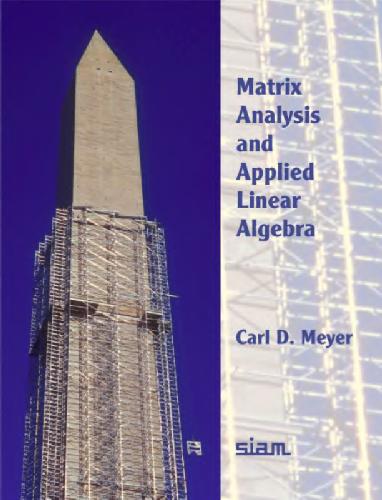 Matrix
Analysis
and
Applied
Linear
Algebra
Carl D. Meyer
siam